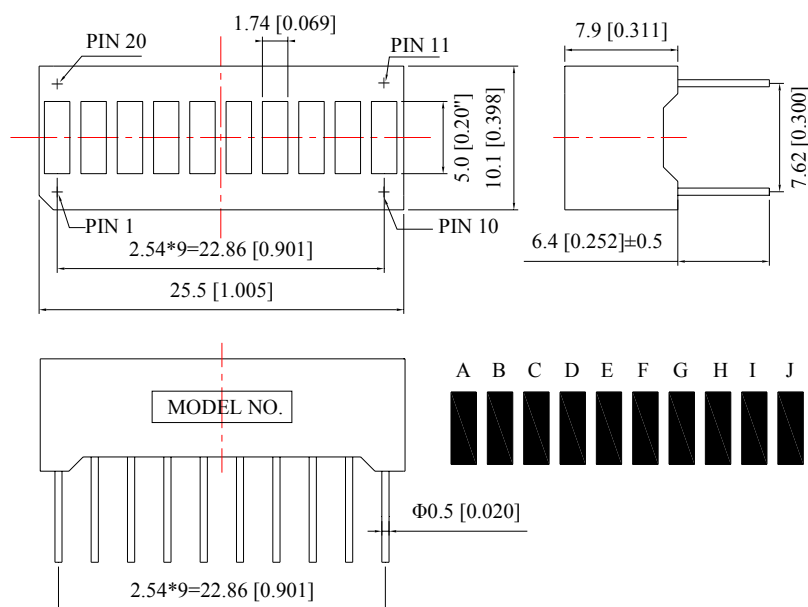 1.74 [0.069]
7.9 [0.311]
PIN 20
PIN 11
5.0 [0.20"]
10.1 [0.398]
7.62 [0.300]
PIN 1
PIN 10
2.54*9=22.86 [0.901]
6.4 [0.252]±0.5
25.5 [1.005]
A B C D E F G H I J
MODEL NO.
Φ0.5 [0.020]
2.54*9=22.86 [0.901]